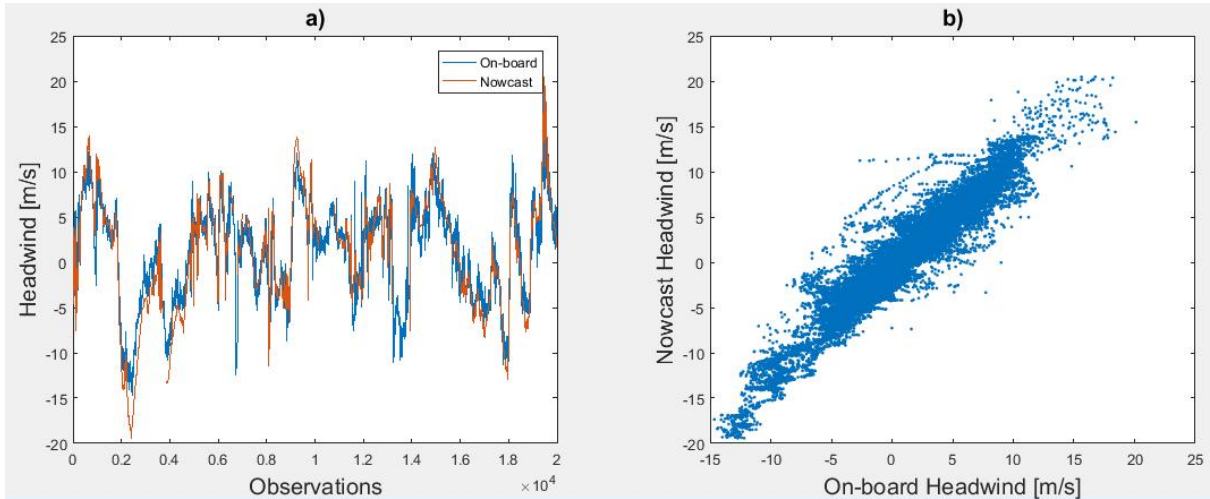 a)
25
20
15
10
5
0
-5
-10
-15
-20
Headwind [m/s]
On-board
Nowcast
0 0.2 0.4 0.6 0.8 1 1.2 1.4 1.6 1.8 2
×10^4
Observations
b)
25
20
15
10
5
0
-5
-10
-15
-20
Nowcast Headwind [m/s]
-15 -10 -5 0 5 10 15 20 25
On-board Headwind [m/s]